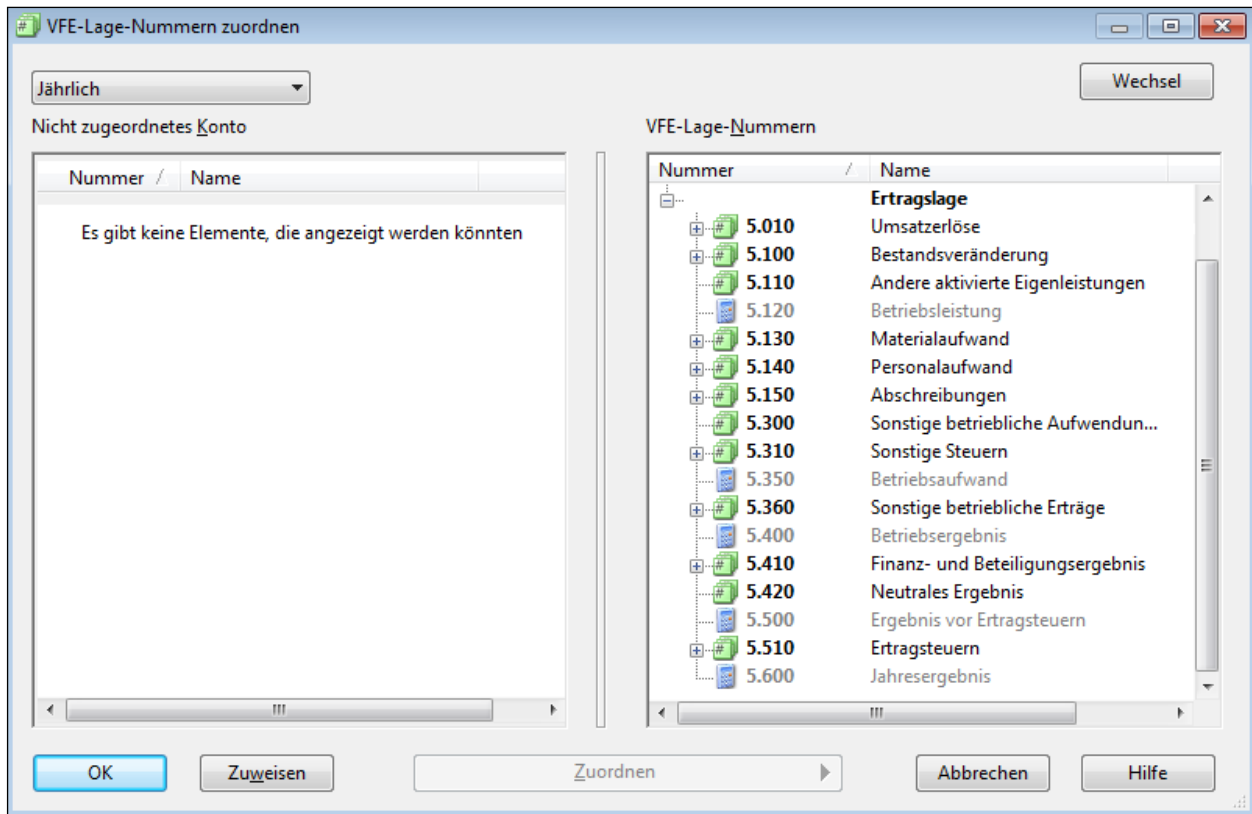 VFE-Lage-Nummern zuordnen
Jährlich
Wechsel
Nicht zugeordnetes Konto
VFE-Lage-Nummern
Nummer Name
Es gibt keine Elemente, die angezeigt werden könnten
Nummer Name
Ertragslage
5.010 Umsatzerlöse
5.100 Bestandsveränderung
5.110 Andere aktivierte Eigenleistungen
5.120 Betriebsleistung
5.130 Materialaufwand
5.140 Personalaufwand
5.150 Abschreibungen
5.300 Sonstige betriebliche Aufwendun...
5.310 Sonstige Steuern
5.350 Betriebsaufwand
5.360 Sonstige betriebliche Erträge
5.400 Betriebsergebnis
5.410 Finanz- und Beteiligungsergebnis
5.420 Neutrales Ergebnis
5.500 Ergebnis vor Ertragsteuern
5.510 Ertragsteuern
5.600 Jahresergebnis
OK Zuweisen Zuordnen Abbrechen Hilfe